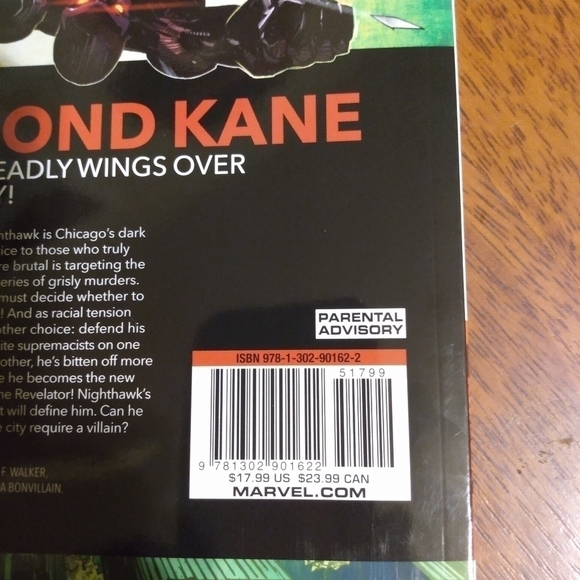 OND KANE
EADLY WINGS OVER
Y!
hthawk is Chicago's dark
ice to those who truly
re brutal is targeting the
eries of grisly murders.
must decide whether to
! And as racial tension
other choice: defend his
ite supremacists on one
other, he's bitten off more
e he becomes the new
he Revelator! Nighthawk's
t will define him. Can he
e city require a villain?
F. WALKER,
A BONVILLAIN.
PARENTAL
ADVISORY
ISBN 978-1-302-90162-2
51799
9 781302 901622
$17.99 US $23.99 CAN
MARVEL.COM